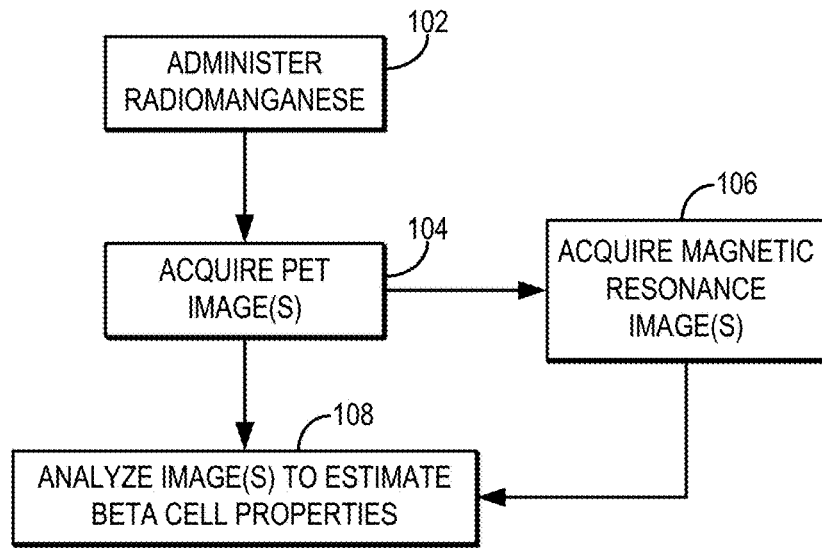 102
ADMINISTER
RADIOMANGANESE
104
ACQUIRE PET
IMAGE(S)
106
ACQUIRE MAGNETIC
RESONANCE
IMAGE(S)
108
ANALYZE IMAGE(S) TO ESTIMATE
BETA CELL PROPERTIES